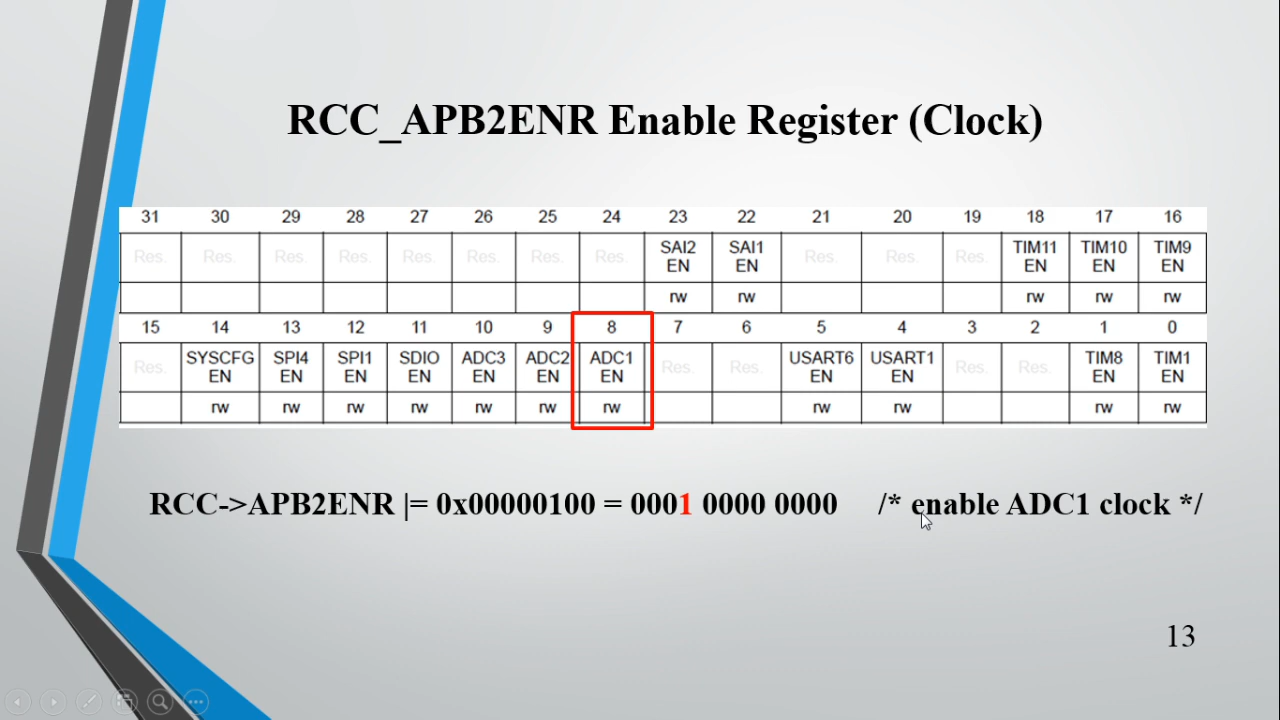 RCC_APB2ENR Enable Register (Clock)
31 30 29 28 27 26 25 24 23 22 21 20 19 18 17 16
Res. Res. Res. Res. Res. Res. Res. Res. SAI2 EN SAI1 EN Res. Res. Res. TIM11 EN TIM10 EN TIM9 EN
rw rw rw rw rw
15 14 13 12 11 10 9 8 7 6 5 4 3 2 1 0
Res. SYSCFG EN SPI4 EN SPI1 EN SDIO EN ADC3 EN ADC2 EN ADC1 EN Res. Res. USART6 EN USART1 EN Res. Res. TIM8 EN TIM1 EN
rw rw rw rw rw rw rw rw rw rw rw
RCC->APB2ENR |= 0x00000100 = 0001 0000 0000 /* enable ADC1 clock */
13